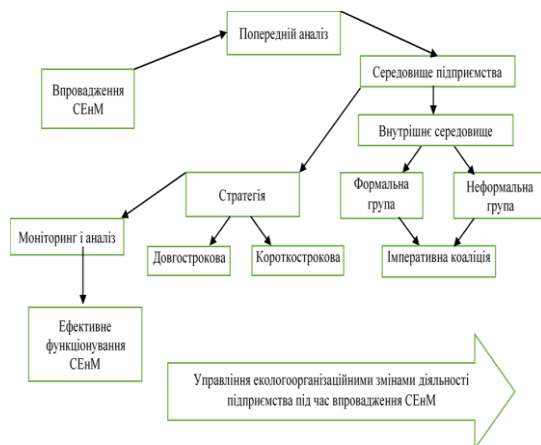 Попередній аналіз
Середовище підприємства
Впровадження
СЕнМ
Внутрішнє середовище
Формальна
група
Неформальна
група
Стратегія
Моніторинг і аналіз
Довгострокова
Короткострокова
Імперативна коаліція
Ефективне
функціонування
СЕнМ
Управління екологоорганізаційними змінами діяльності
підприємства під час впровадження СЕнМ